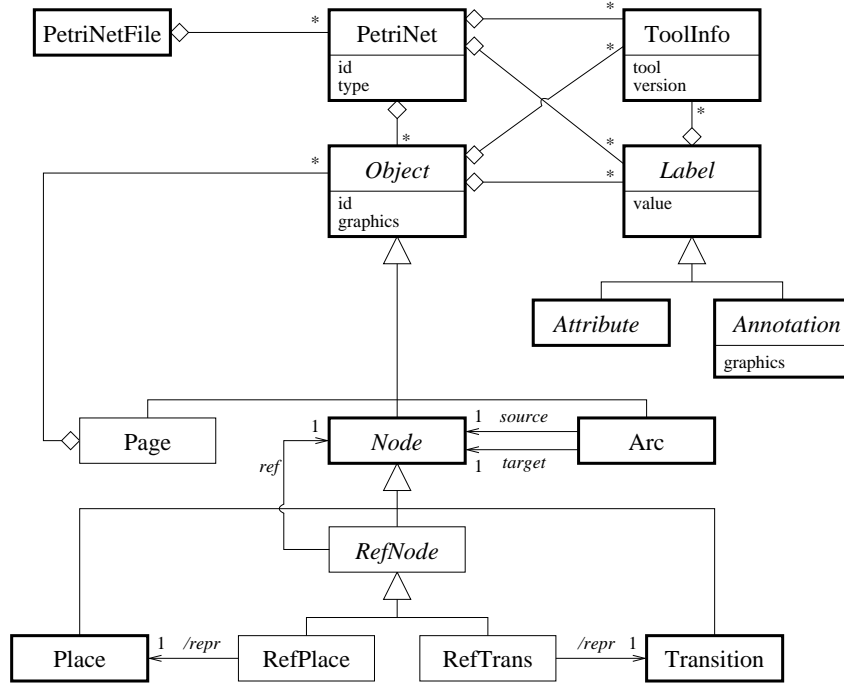 PetriNetFile
*
PetriNet
id
type
*
ToolInfo
tool
version
*
*
*
*
*
Object
id
graphics
*
*
Label
value
Attribute
Annotation
graphics
Page
1
Node
1
source
1
target
Arc
ref
RefNode
Place
1
/repr
RefPlace
RefTrans
/repr
1
Transition